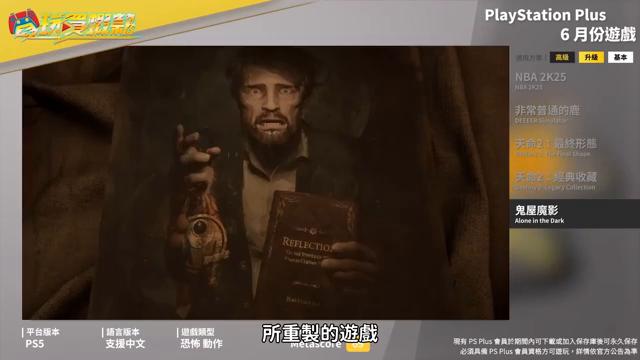 PlayStation Plus
6 月份遊戲
適用方案
高級
升級
基本
NBA 2K25
NBA 2K25
非常普通的鹿
DEEEER Simulator
天命2：最終形態
Destiny 2: The Final Shape
天命2：經典收藏
Destiny 2: Legacy Collection
鬼屋魔影
Alone in the Dark
REFLECTION
平台版本
PS5
語言版本
支援中文
遊戲類型
恐怖 動作
Metascore
所重製的遊戲
現有 PS Plus 會員於期間內可下載或加入保存庫後可永久保存
必須具備 PS Plus 會員資格方可遊玩，詳情依官方公告為準